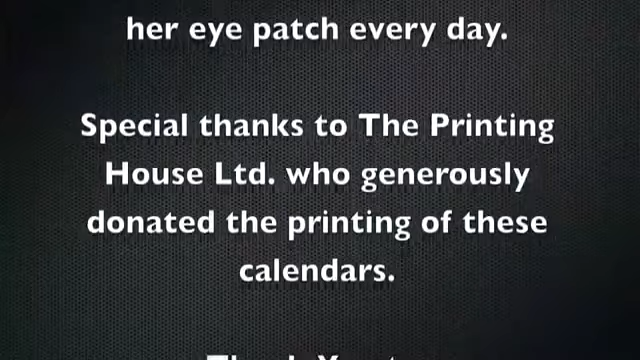 her eye patch every day.
Special thanks to The Printing
House Ltd. who generously
donated the printing of these
calendars.